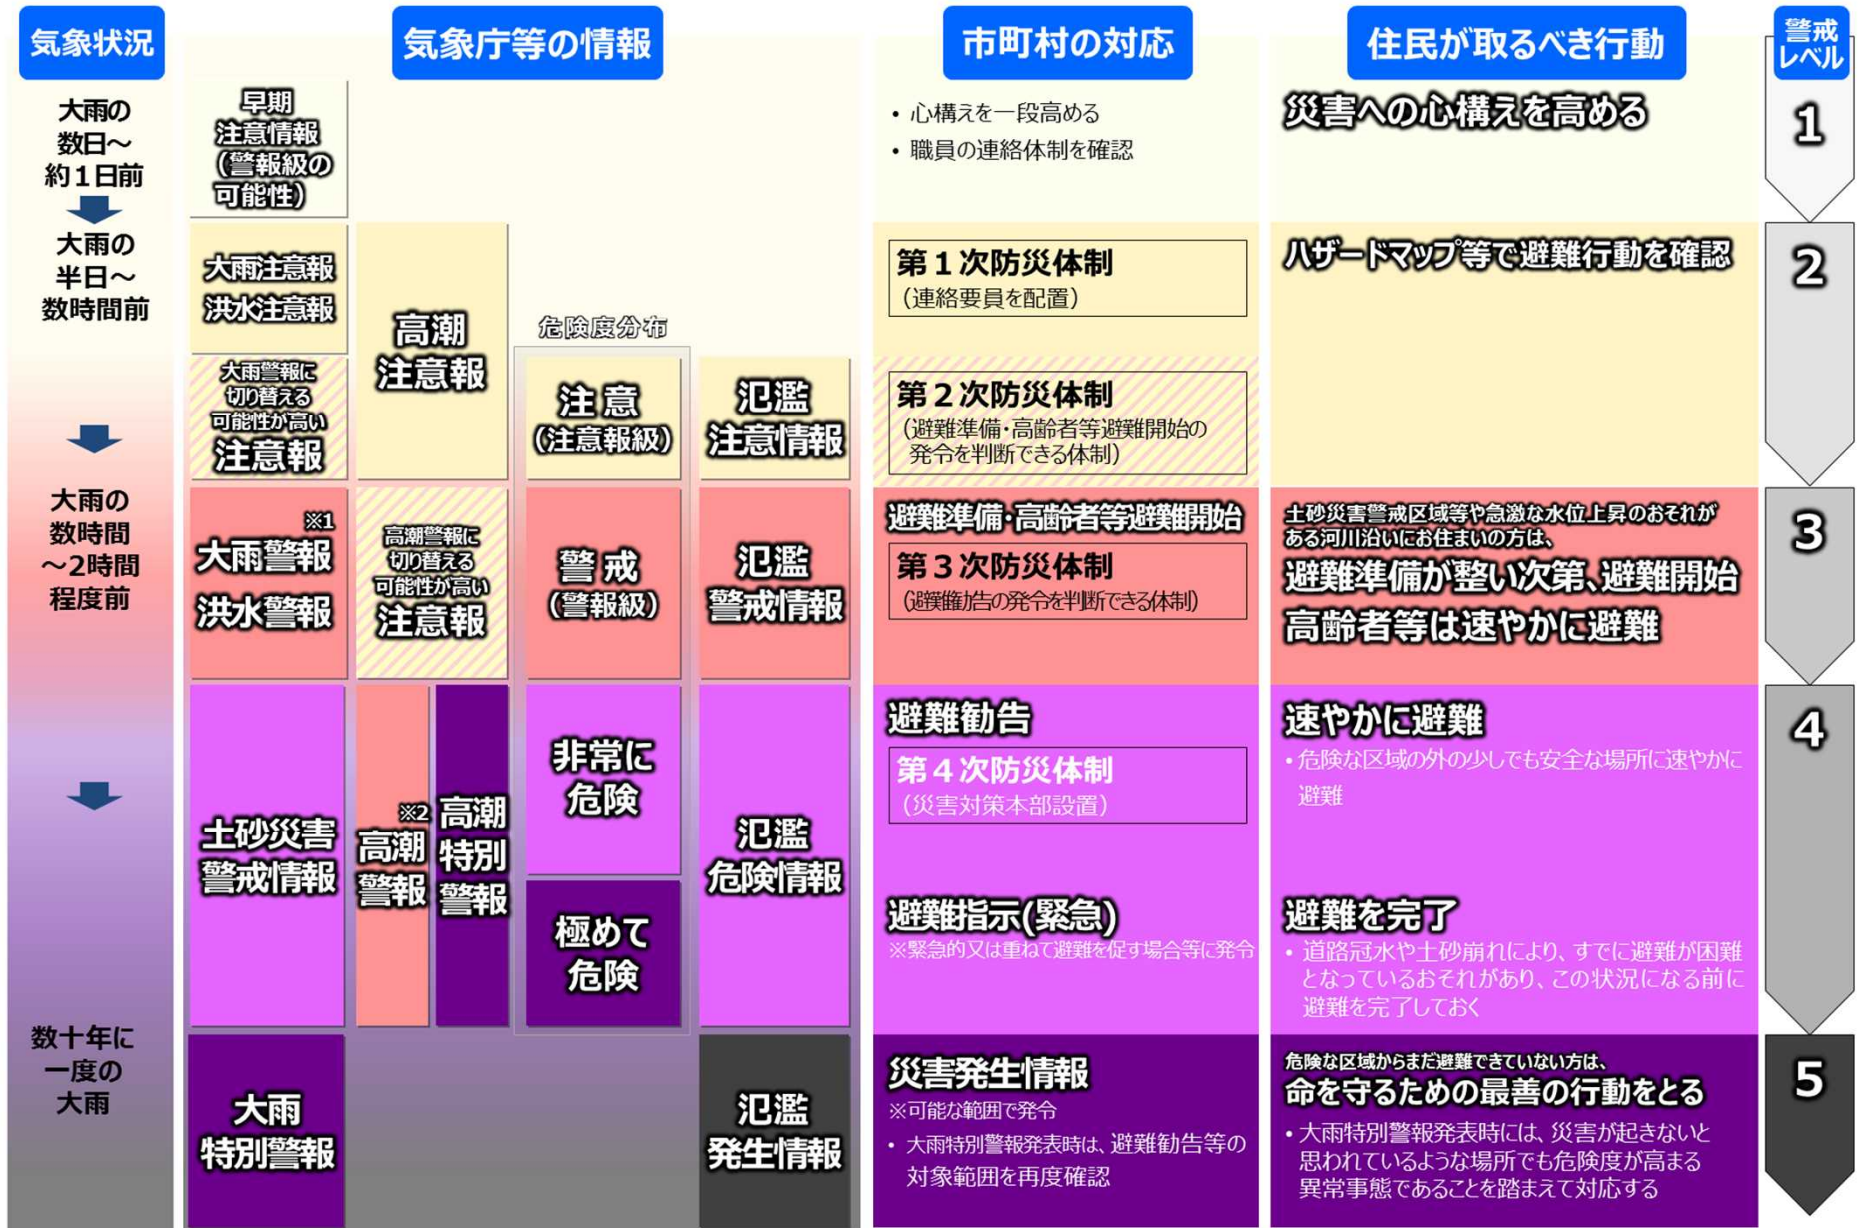 気象状況
気象庁等の情報
市町村の対応
住民が取るべき行動
警戒
レベル
大雨の
数日～
約１日前
早期
注意情報
(警報級の
可能性)
・心構えを一段高める
・職員の連絡体制を確認
災害への心構えを高める
1
大雨の
半日～
数時間前
大雨注意報
洪水注意報
大雨警報に
切り替える
可能性が高い
注意報
高潮
注意報
危険度分布
注意
(注意報級)
氾濫
注意情報
第１次防災体制
(連絡要員を配置)
第２次防災体制
(避難準備・高齢者等避難開始の
発令を判断できる体制)
ハザードマップ等で避難行動を確認
2
大雨の
数時間
～2時間
程度前
※1
大雨警報
洪水警報
高潮警報に
切り替える
可能性が高い
注意報
警戒
(警報級)
氾濫
警戒情報
避難準備・高齢者等避難開始
第３次防災体制
(避難勧告の発令を判断できる体制)
土砂災害警戒区域等や急激な水位上昇のおそれが
ある河川沿いにお住まいの方は、
避難準備が整い次第、避難開始
高齢者等は速やかに避難
3
土砂災害
警戒情報
※2
高潮
警報
高潮
特別
警報
非常に
危険
極めて
危険
氾濫
危険情報
避難勧告
第４次防災体制
(災害対策本部設置)
避難指示(緊急)
※緊急的又は重ねて避難を促す場合等に発令
速やかに避難
・危険な区域の外の少しでも安全な場所に速やかに
避難
避難を完了
・道路冠水や土砂崩れにより、すでに避難が困難
となっているおそれがあり、この状況になる前に
避難を完了しておく
4
数十年に
一度の
大雨
大雨
特別警報
氾濫
発生情報
災害発生情報
※可能な範囲で発令
・大雨特別警報発表時は、避難勧告等の
対象範囲を再度確認
危険な区域からまだ避難できていない方は、
命を守るための最善の行動をとる
・大雨特別警報発表時には、災害が起きないと
思われているような場所でも危険度が高まる
異常事態であることを踏まえて対応する
5